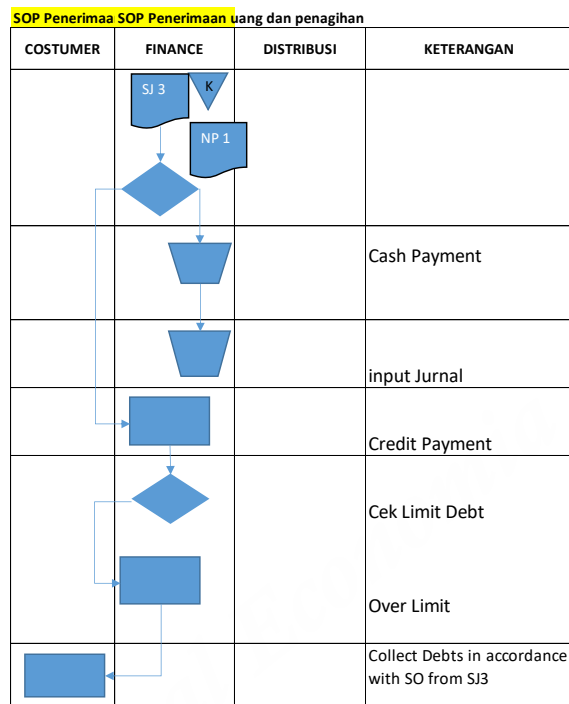 SOP Penerimaa SOP Penerimaan uang dan penagihan
COSTUMER FINANCE DISTRIBUSI KETERANGAN
SJ 3 K
NP 1
Cash Payment
input Jurnal
Credit Payment
Cek Limit Debt
Over Limit
Collect Debts in accordance
with SO from SJ3